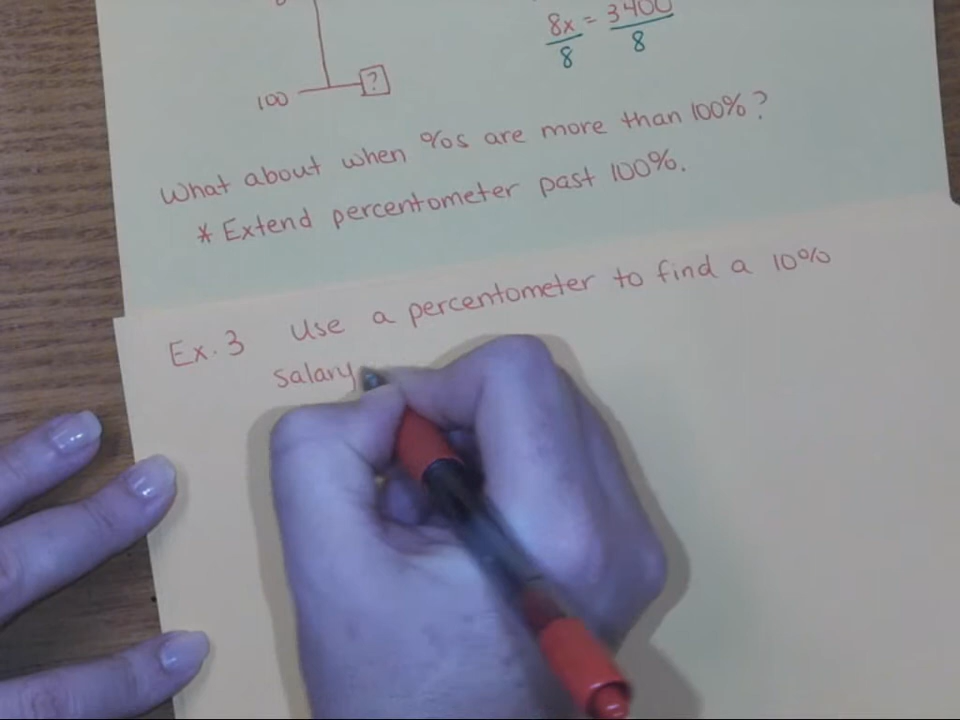 8x = 3400
8 8
100 ?
What about when %s are more than 100%?
* Extend percentometer past 100%.
Ex. 3 Use a percentometer to find a 10%
salary